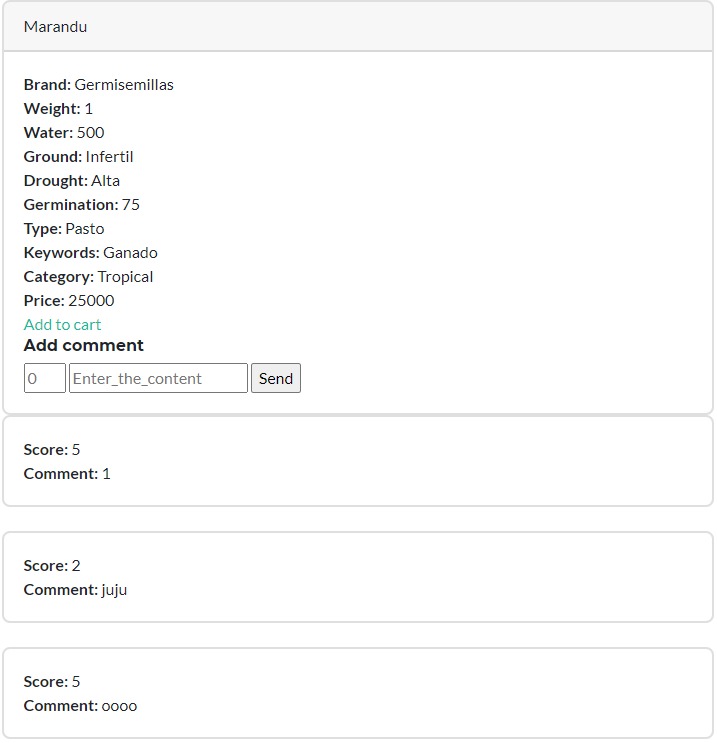 Marandu
Brand: Germisemillas
Weight: 1
Water: 500
Ground: Infertil
Drought: Alta
Germination: 75
Type: Pasto
Keywords: Ganado
Category: Tropical
Price: 25000
Add to cart
Add comment
0 Enter_the_content Send
Score: 5
Comment: 1
Score: 2
Comment: juju
Score: 5
Comment: oooo